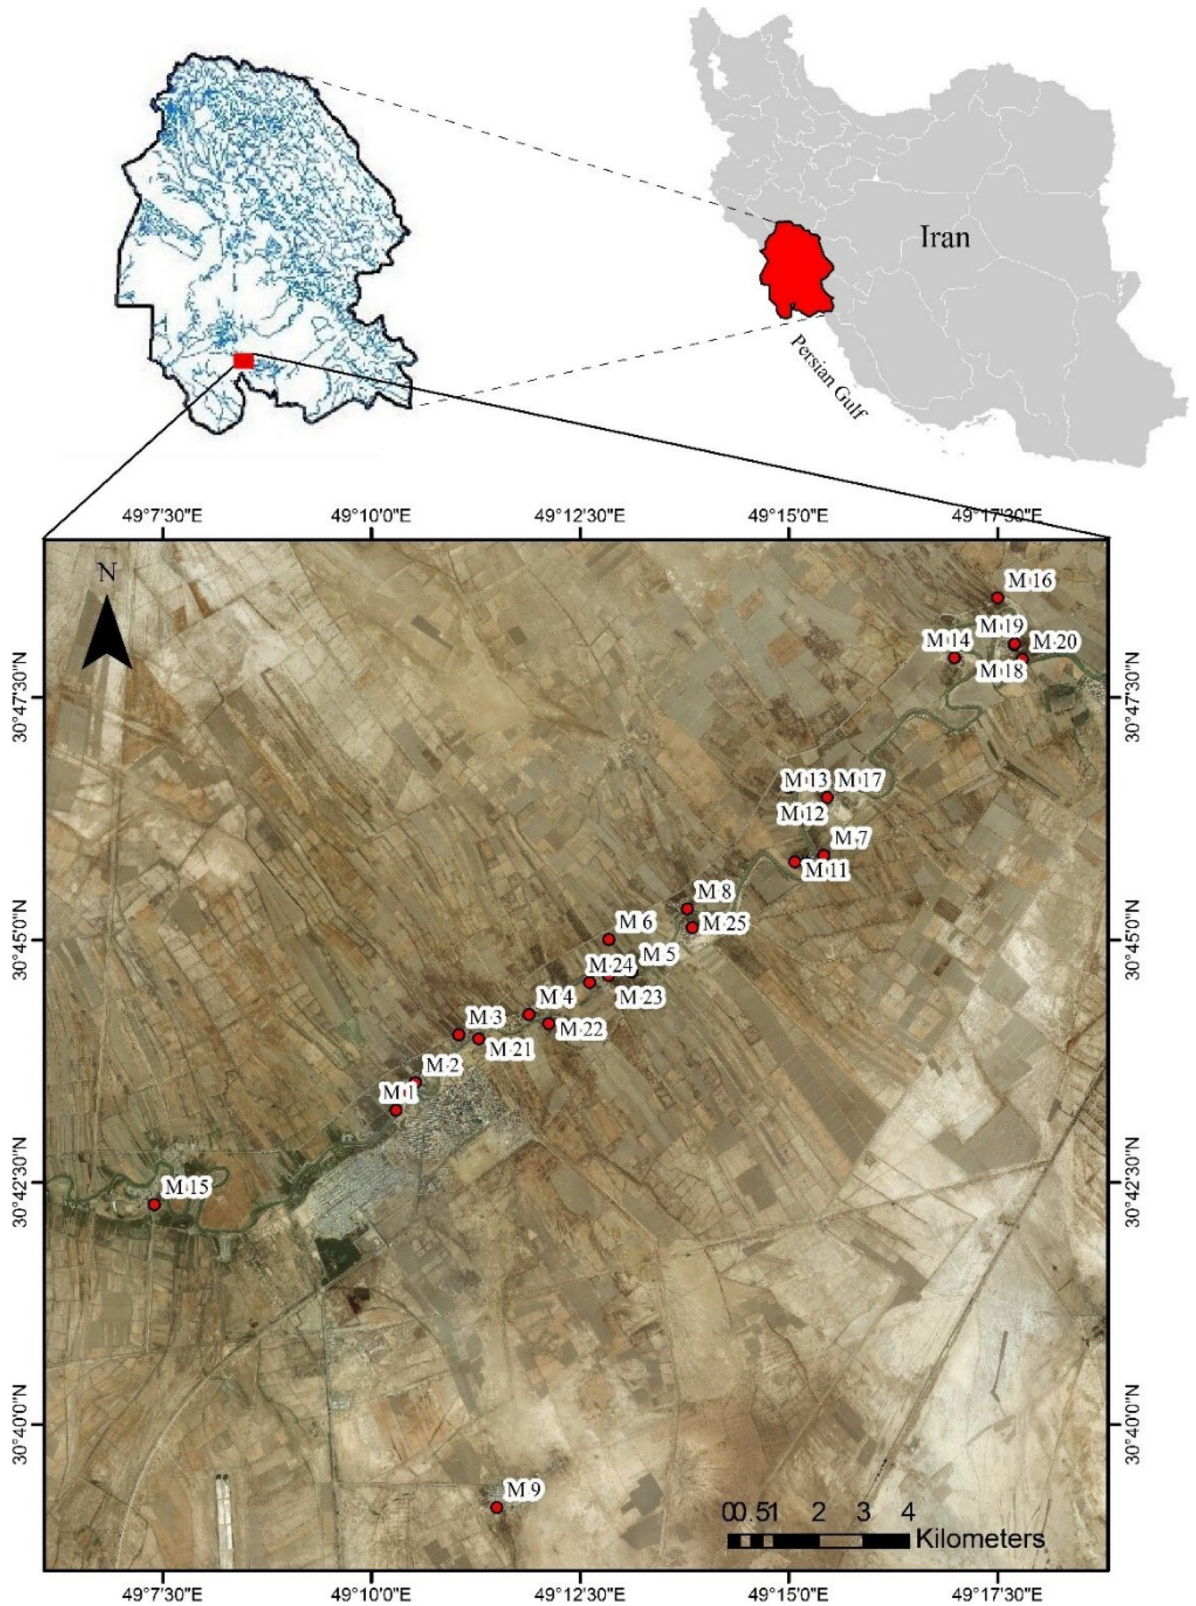 Iran
Persian Gulf
49°7'30"E 49°10'0"E 49°12'30"E 49°15'0"E 49°17'30"E
N
M 16
M 19
M 14
M 20
M 18
30°47'30"N 30°47'30"N
M 13 M 17
M 12
M 7
M 11
M 8
M 25
M 6
30°45'0"N 30°45'0"N
M 5
M 24
M 23
M 4
M 22
M 3
M 21
M 2
M 1
30°42'30"N 30°42'30"N
M 15
30°40'0"N 30°40'0"N
M 9
0 0.5 1 2 3 4
Kilometers
49°7'30"E 49°10'0"E 49°12'30"E 49°15'0"E 49°17'30"E